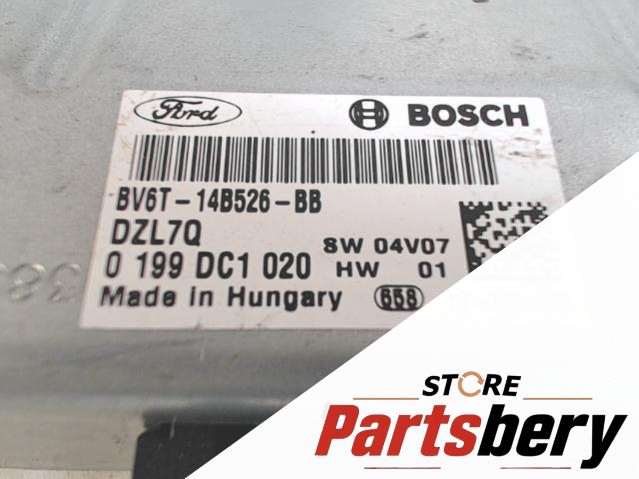 Ford BOSCH
BV6T-14B526-BB
DZL7Q
SW 04V07
0 199 DC1 020 HW 01
Made in Hungary 658
STORE
Partsbery